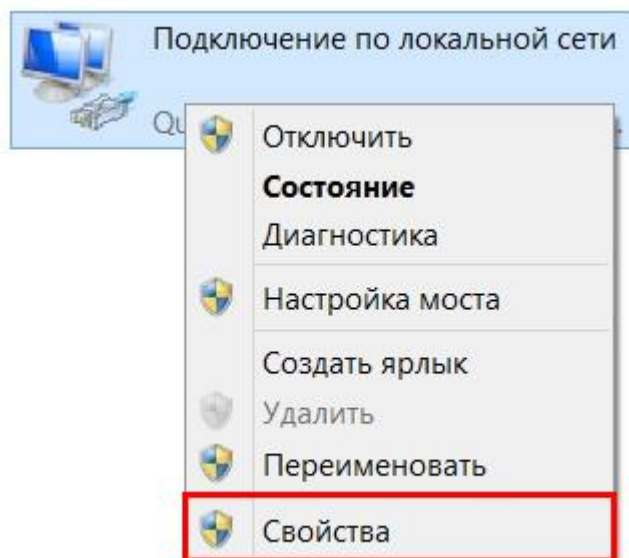 Подключение по локальной сети
Отключить
Состояние
Диагностика
Настройка моста
Создать ярлык
Удалить
Переименовать
Свойства